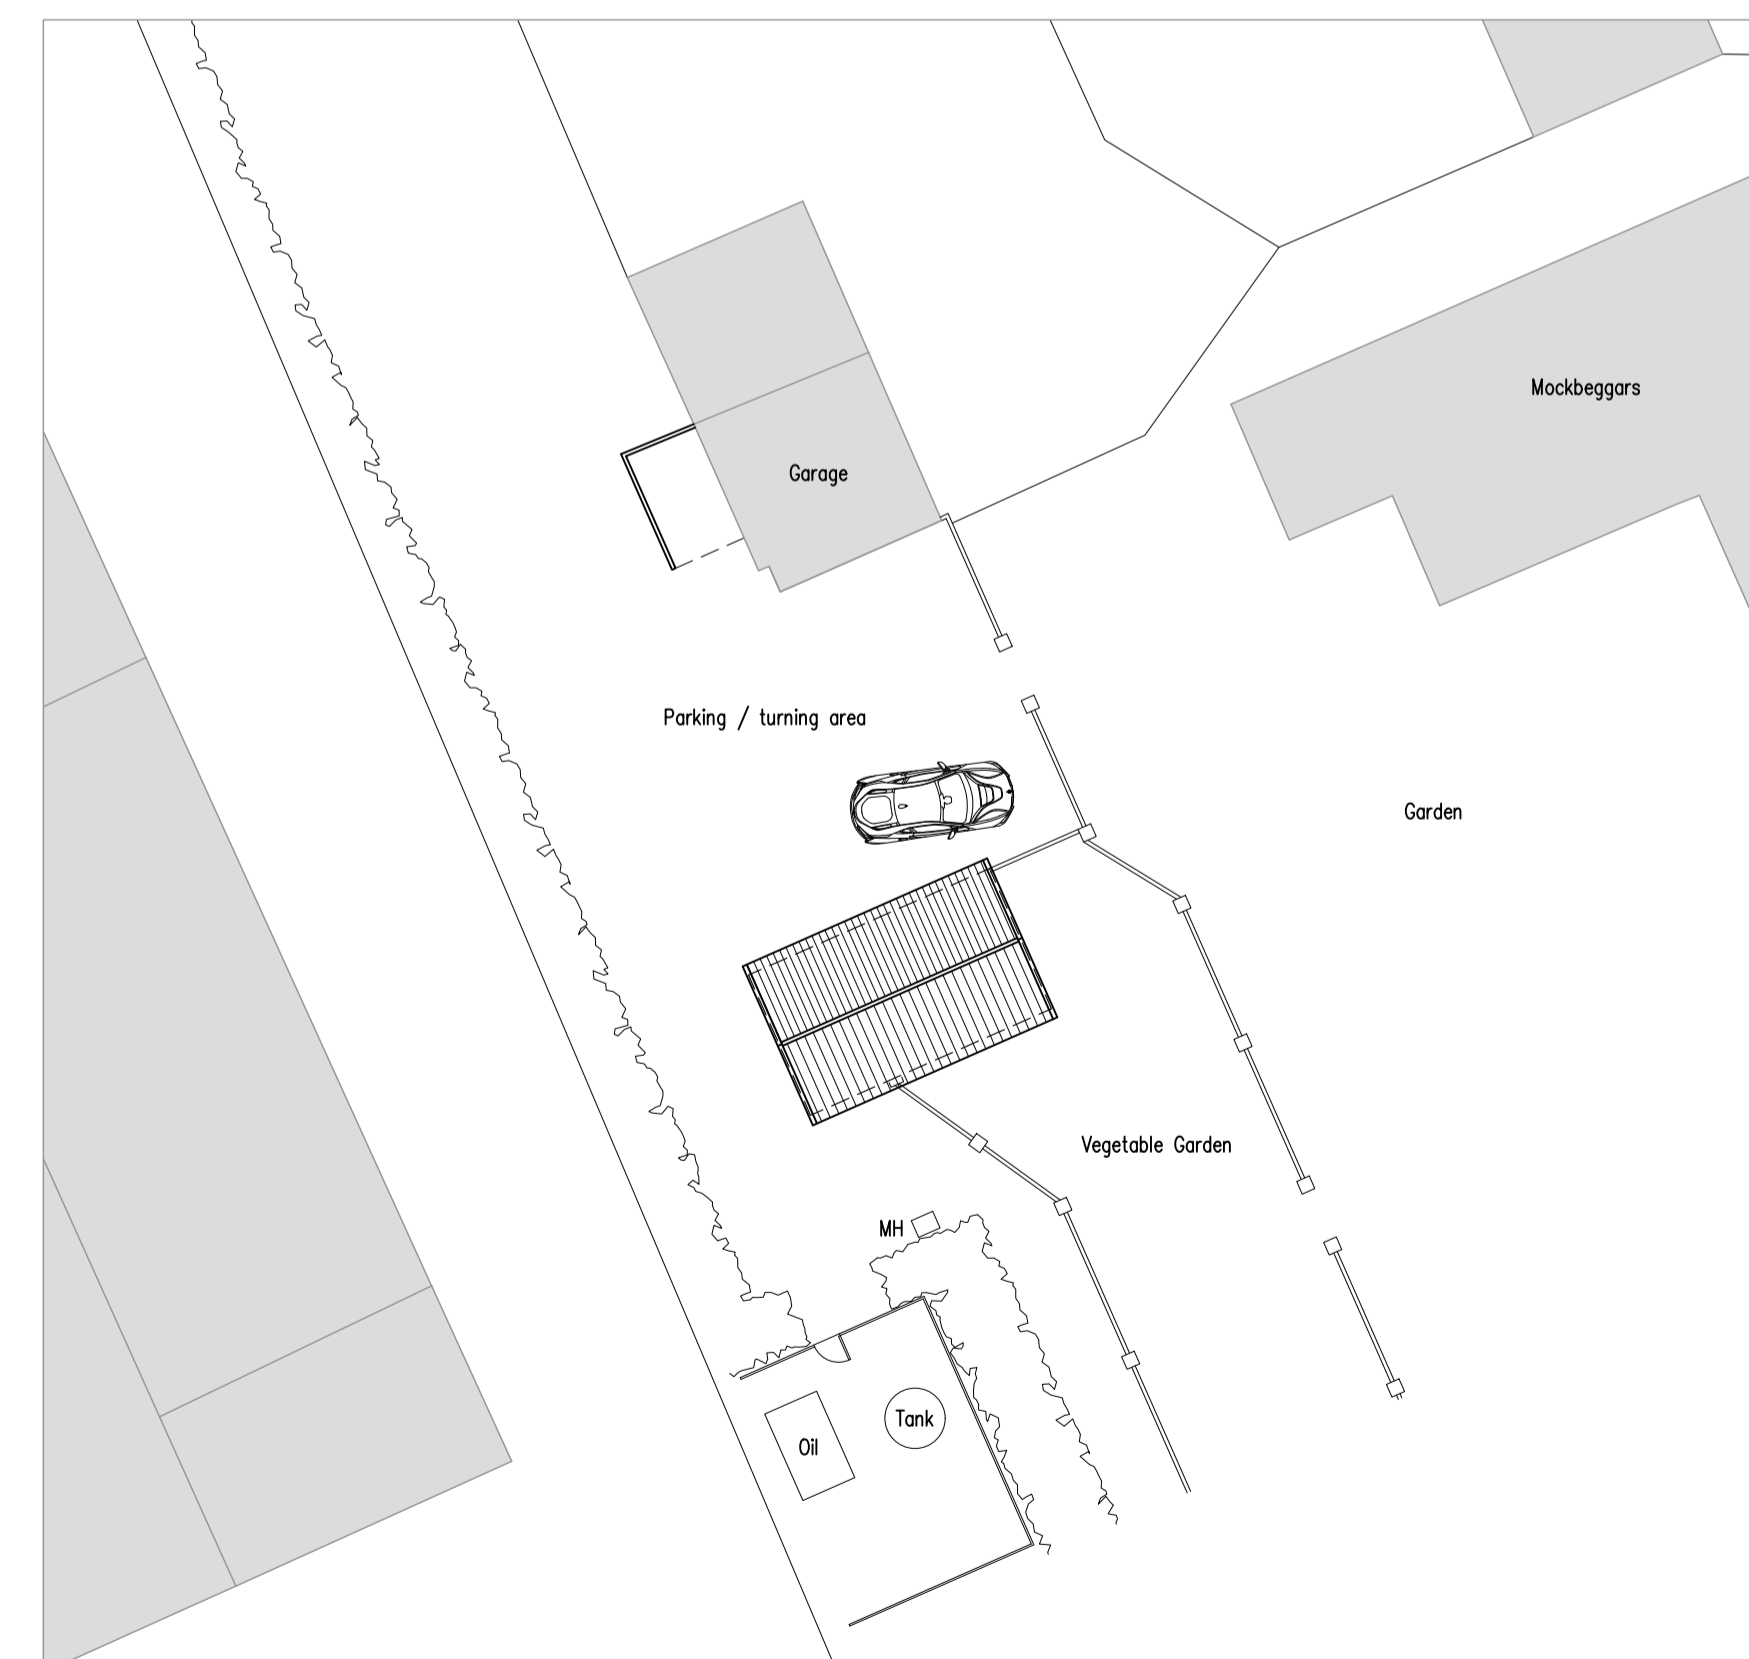 Mockbeggars
Garage
Parking / turning area
Garden
Vegetable Garden
MH
Tank
Oil